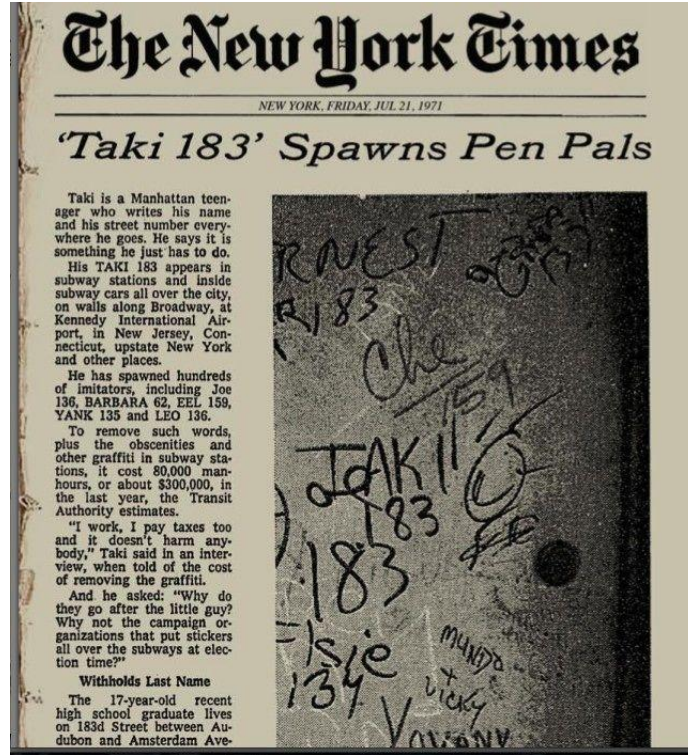 The New York Times
NEW YORK, FRIDAY, JUL 21, 1971
‘Taki 183’ Spawns Pen Pals
Taki is a Manhattan teen-
ager who writes his name
and his street number every-
where he goes. He says it is
something he just has to do.
His TAKI 183 appears in
subway stations and inside
subway cars all over the city,
on walls along Broadway, at
Kennedy International Air-
port, in New Jersey, Con-
necticut, upstate New York
and other places.
He has spawned hundreds
of imitators, including Joe
136, BARBARA 62, EEL 159,
YANK 135 and LEO 136.
To remove such words,
plus the obscenities and
other graffiti in subway sta-
tions, it cost 80,000 man-
hours, or about $300,000, in
the last year, the Transit
Authority estimates.
"I work, I pay taxes too
and it doesn't harm any-
body," Taki said in an inter-
view, when told of the cost
of removing the graffiti.
And he asked: "Why do
they go after the little guy?
Why not the campaign or-
ganizations that put stickers
all over the subways at elec-
tion time?"
Withholds Last Name
The 17-year-old recent
high school graduate lives
on 183d Street between Au-
dubon and Amsterdam Ave-
RNEST
R183
Che
159
TAKI
183
183
Elsie
134
MUNDO
+
VICKY